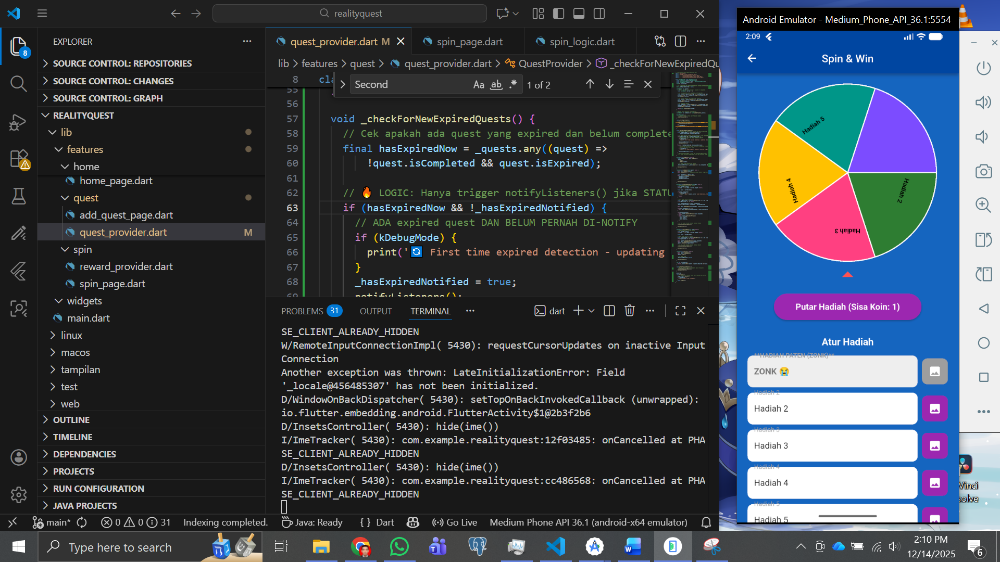 realityquest
EXPLORER
8
SOURCE CONTROL: REPOSITORIES
SOURCE CONTROL: CHANGES
SOURCE CONTROL: GRAPH
REALITYQUEST
lib
features
home
home_page.dart
quest
add_quest_page.dart
quest_provider.dart M
spin
reward_provider.dart
spin_page.dart
widgets
main.dart
linux
macos
tampilan
test
web
OUTLINE
TIMELINE
DEPENDENCIES
PROJECTS
RUN CONFIGURATION
JAVA PROJECTS
quest_provider.dart M
spin_page.dart
spin_logic.dart
lib > features > quest > quest_provider.dart > QuestProvider > _checkForNewExpiredQu
8 cla
Second Aa ab .* 1 of 2
55
56
57 void _checkForNewExpiredQuests() {
58 // Cek apakah ada quest yang expired dan belum complete
59 final hasExpiredNow = _quests.any((quest) =>
60 !quest.isCompleted && quest.isExpired);
61
62 // 🔥 LOGIC: Hanya trigger notifyListeners() jika STATU
63 if (hasExpiredNow && !_hasExpiredNotified) {
64 // ADA expired quest DAN BELUM PERNAH DI-NOTIFY
65 if (kDebugMode) {
66 print('🔄 First time expired detection - updating
67 }
68 _hasExpiredNotified = true;
69 notifyListeners();
PROBLEMS 31 OUTPUT TERMINAL ... dart
SE_CLIENT_ALREADY_HIDDEN
W/RemoteInputConnectionImpl( 5430): requestCursorUpdates on inactive Input
Connection
Another exception was thrown: LateInitializationError: Field
'_locale@456485307' has not been initialized.
D/WindowOnBackDispatcher( 5430): setTopOnBackInvokedCallback (unwrapped):
io.flutter.embedding.android.FlutterActivity$1@2b3f2b6
D/InsetsController( 5430): hide(ime())
I/ImeTracker( 5430): com.example.realityquest:12f03485: onCancelled at PHA
SE_CLIENT_ALREADY_HIDDEN
D/InsetsController( 5430): hide(ime())
I/ImeTracker( 5430): com.example.realityquest:cc486568: onCancelled at PHA
SE_CLIENT_ALREADY_HIDDEN
main* 0 0 31 Indexing completed. Java: Ready { } Dart Go Live Medium Phone API 36.1 (android-x64 emulator)
Android Emulator - Medium_Phone_API_36.1:5554
2:09
Spin & Win
Hadiah 5
Hadiah 4
Hadiah 2
Hadiah 3
Putar Hadiah (Sisa Koin: 1)
Atur Hadiah
**HADIAH PATEN (ZONK)**
ZONK 😭
Hadiah 2
Hadiah 2
Hadiah 3
Hadiah 3
Hadiah 4
Hadiah 4
Hadiah 5
Hadiah 5
Vinci
solve
Type here to search
2:10 PM
12/14/2025
6